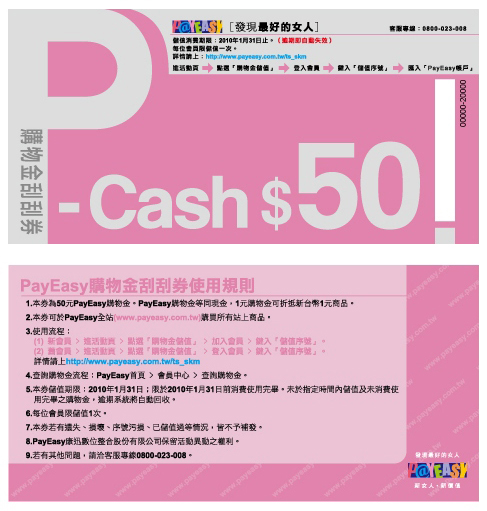 P@YEASY [發現最好的女人]
客服專線：0800-023-008
儲值消費期限：2010年1月31日止。（逾期即自動失效）
每位會員限儲值一次。
詳情請上：http://www.payeasy.com.tw/ts_skm
進活動頁 → 點選「購物金儲值」 → 登入會員 → 鍵入「儲值序號」 → 匯入「PayEasy帳戶」
00000-20000
購物金刮刮券
P-Cash $50!
PayEasy購物金刮刮券使用規則
1.本券為50元PayEasy購物金。PayEasy購物金等同現金，1元購物金可折抵新台幣1元商品。
2.本券可於PayEasy全站(www.payeasy.com.tw)購買所有站上商品。
3.使用流程：
(1) 新會員 > 進活動頁 > 點選「購物金儲值」 > 加入會員 > 鍵入「儲值序號」。
(2) 舊會員 > 進活動頁 > 點選「購物金儲值」 > 登入會員 > 鍵入「儲值序號」。
詳情請上http://www.payeasy.com.tw/ts_skm
4.查詢購物金流程：PayEasy首頁 > 會員中心 > 查詢購物金。
5.本券儲值期限：2010年1月31日；限於2010年1月31日前消費使用完畢。未於指定時間內儲值及未消費使
用完畢之購物金，逾期系統將自動回收。
6.每位會員限儲值1次。
7.本券若有遺失、損壞、序號污損、已儲值過等情況，皆不予補發。
8.PayEasy康迅數位整合股份有限公司保留活動異動之權利。
9.若有其他問題，請洽客服專線0800-023-008。
發現最好的女人
P@YEASY
新女人．新價值